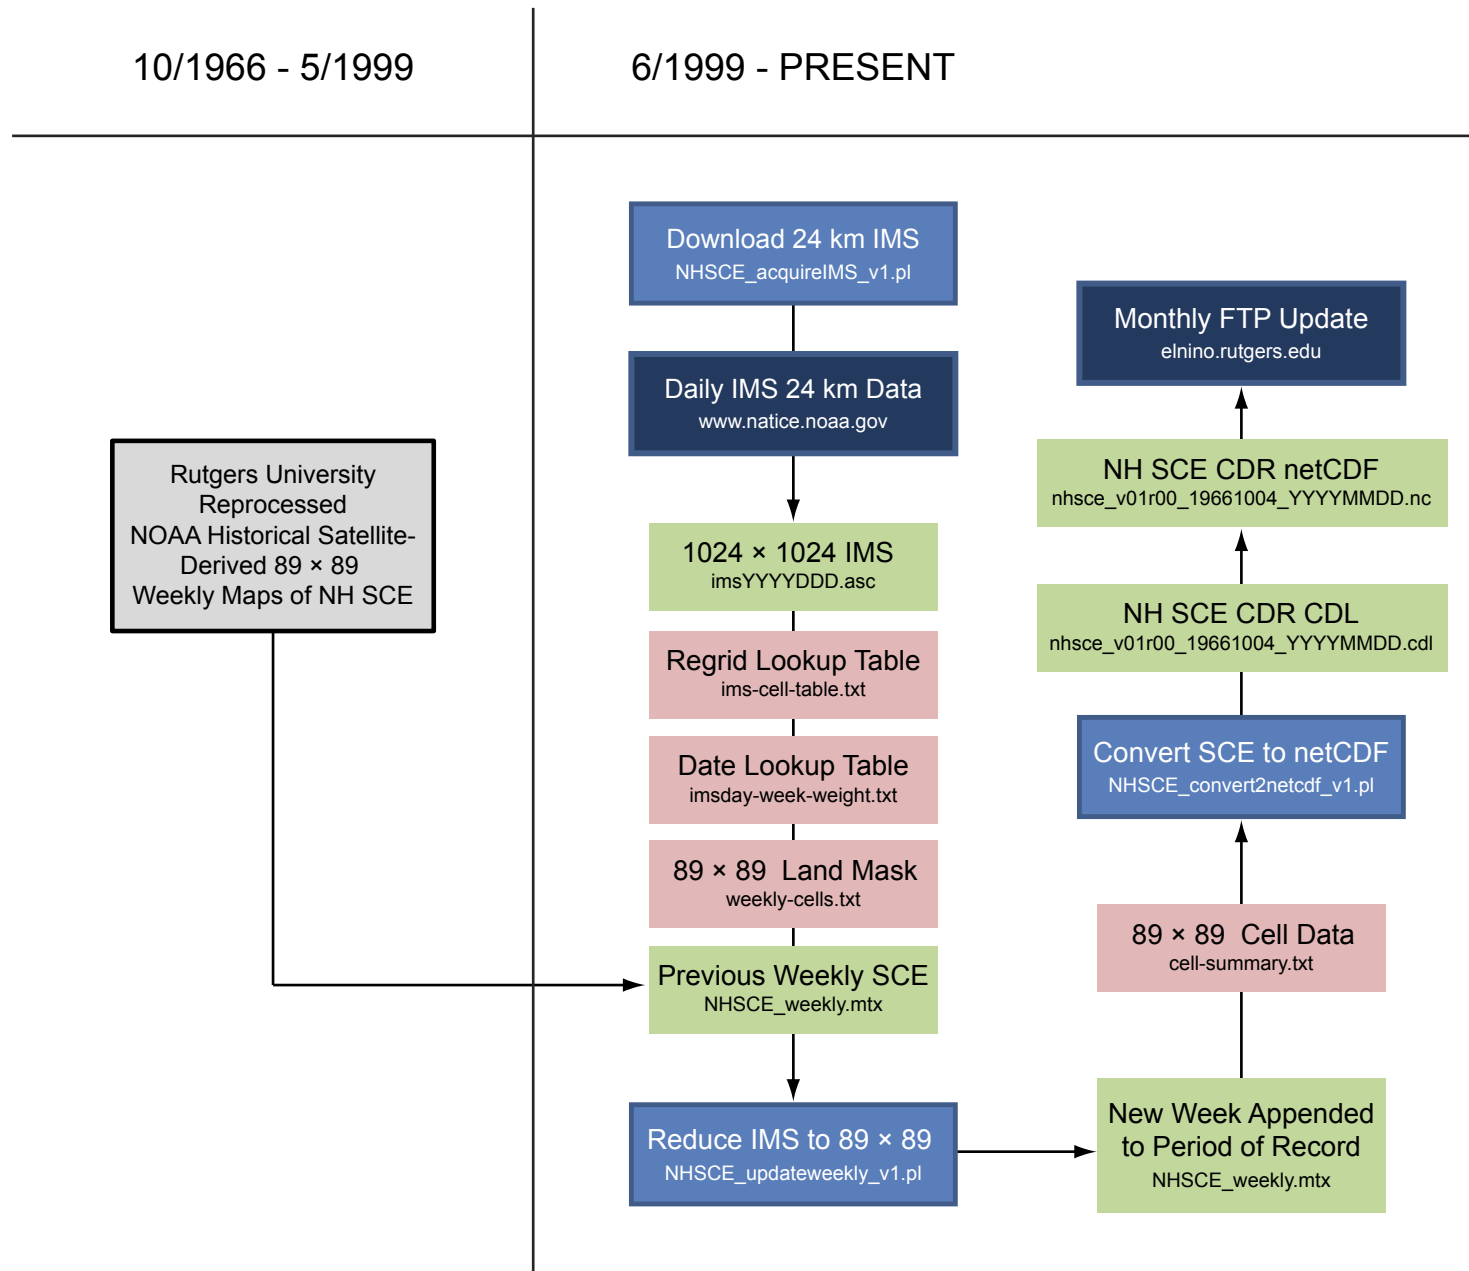 10/1966 - 5/1999
6/1999 - PRESENT
Rutgers University
Reprocessed
NOAA Historical Satellite-
Derived 89 × 89
Weekly Maps of NH SCE
Download 24 km IMS
NHSCE_acquireIMS_v1.pl
Daily IMS 24 km Data
www.natice.noaa.gov
1024 × 1024 IMS
imsYYYYDDD.asc
Regrid Lookup Table
ims-cell-table.txt
Date Lookup Table
imsday-week-weight.txt
89 × 89 Land Mask
weekly-cells.txt
Previous Weekly SCE
NHSCE_weekly.mtx
Reduce IMS to 89 × 89
NHSCE_updateweekly_v1.pl
New Week Appended
to Period of Record
NHSCE_weekly.mtx
89 × 89 Cell Data
cell-summary.txt
Convert SCE to netCDF
NHSCE_convert2netcdf_v1.pl
NH SCE CDR CDL
nhsce_v01r00_19661004_YYYYMMDD.cdl
NH SCE CDR netCDF
nhsce_v01r00_19661004_YYYYMMDD.nc
Monthly FTP Update
elnino.rutgers.edu